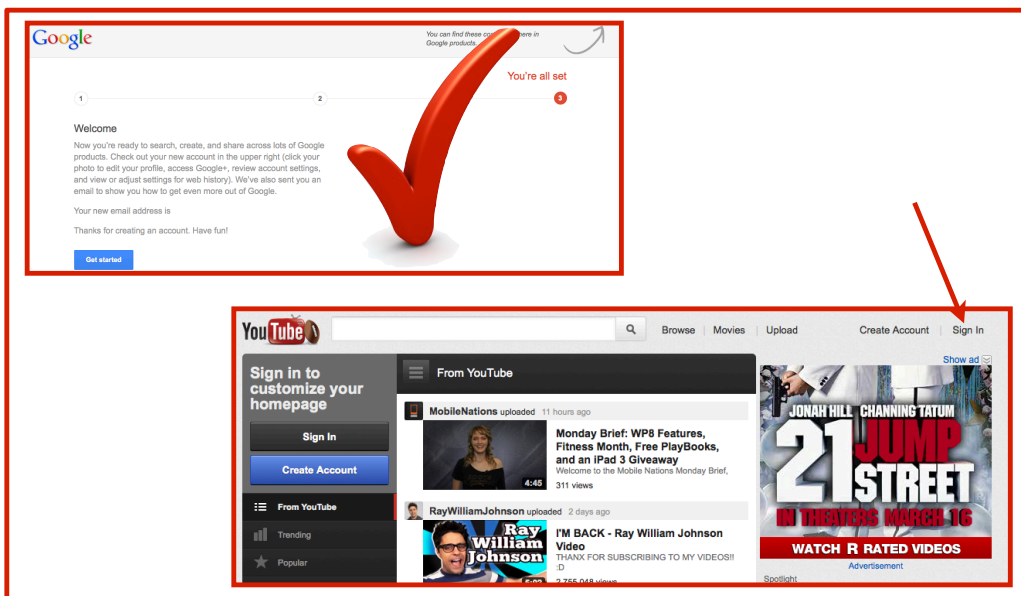 Google
You can find these co here in
Google products.
You're all set
1
2
3
Welcome
Now you're ready to search, create, and share across lots of Google
products. Check out your new account in the upper right (click your
photo to edit your profile, access Google+, review account settings,
and view or adjust settings for web history). We've also sent you an
email to show you how to get even more out of Google.
Your new email address is
Thanks for creating an account. Have fun!
Get started
YouTube
Browse
Movies
Upload
Create Account
Sign In
Sign in to
customize your
homepage
Sign In
Create Account
From YouTube
Trending
Popular
From YouTube
MobileNations uploaded 11 hours ago
Monday Brief: WP8 Features,
Fitness Month, Free PlayBooks,
and an iPad 3 Giveaway
Welcome to the Mobile Nations Monday Brief,
311 views
4:45
RayWilliamJohnson uploaded 2 days ago
Ray
William
Johnson
I'M BACK - Ray William Johnson
Video
THANX FOR SUBSCRIBING TO MY VIDEOS!!
:D
2,755,048 views
Show ad
JONAH HILL CHANNING TATUM
21 JUMP
STREET
IN THEATERS MARCH 16
WATCH R RATED VIDEOS
Advertisement
Spotlight